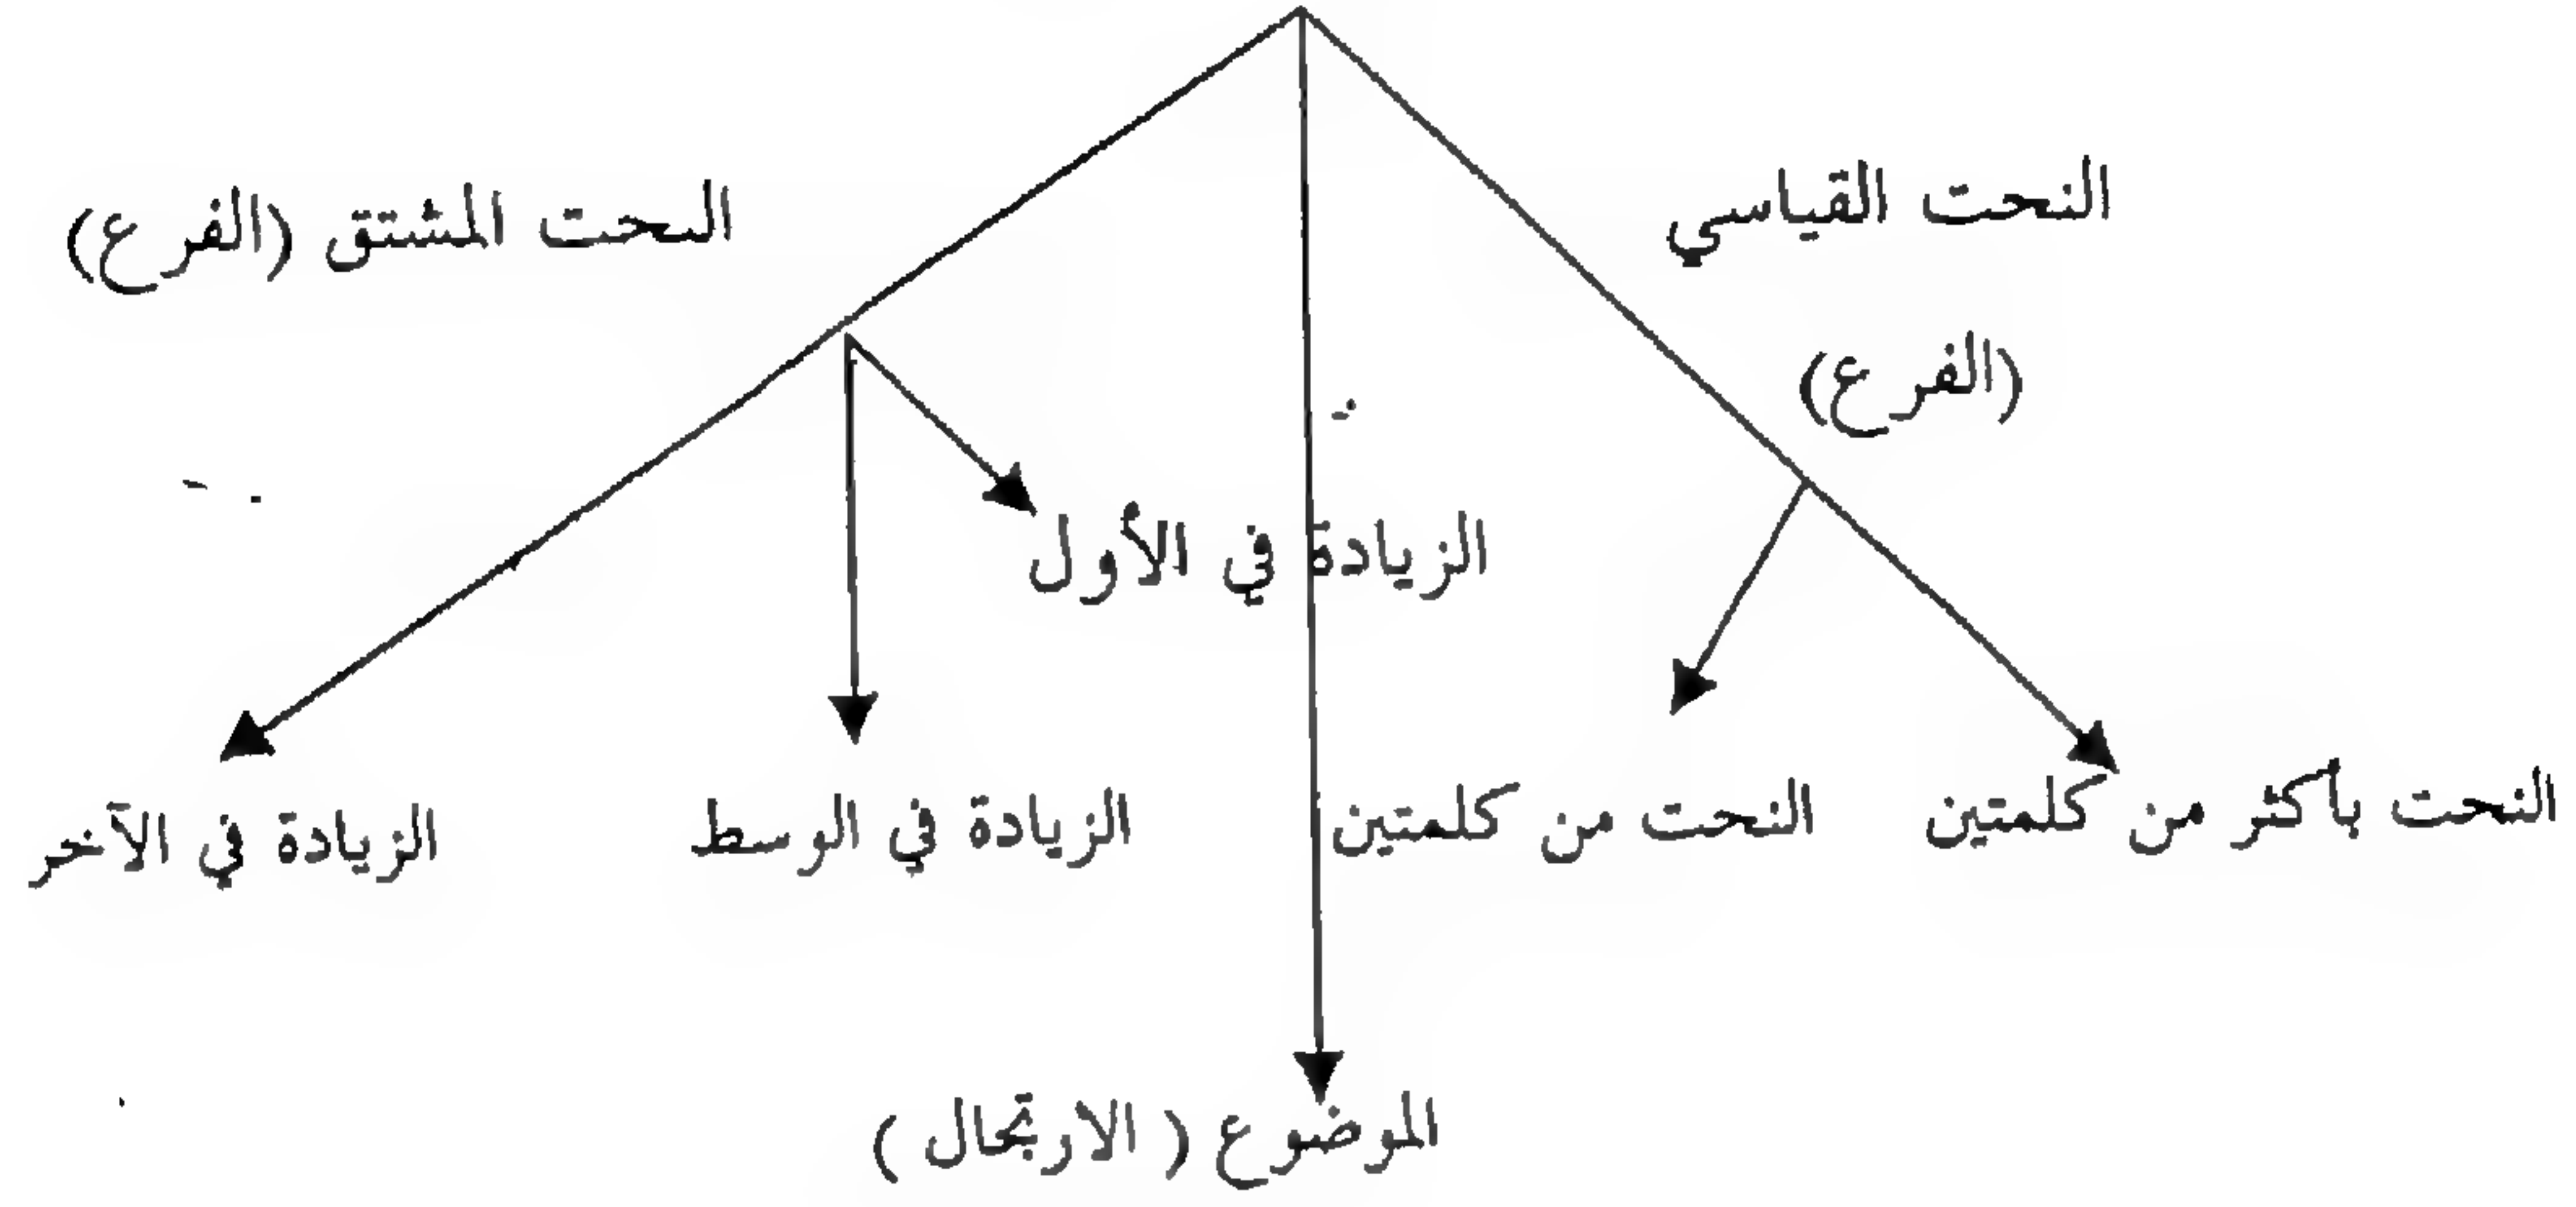 النحت القياسي
(الفرع)
النحت المشتق (الفرع)
الزيادة في الأول
النحت بأكثر من كلمتين
النحت من كلمتين
الزيادة في الوسط
الزيادة في الآخر
الموضوع ( الارتجال )